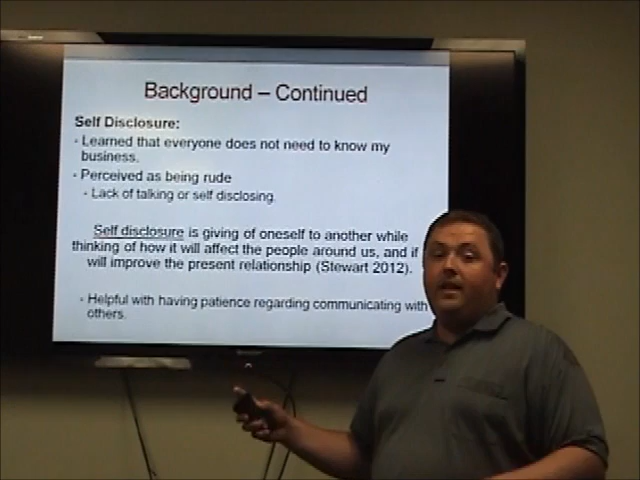 Background – Continued
Self Disclosure:
- Learned that everyone does not need to know my
business.
- Perceived as being rude
- Lack of talking or self disclosing.
Self disclosure is giving of oneself to another while
thinking of how it will affect the people around us, and if
will improve the present relationship (Stewart 2012).
- Helpful with having patience regarding communicating with
others.